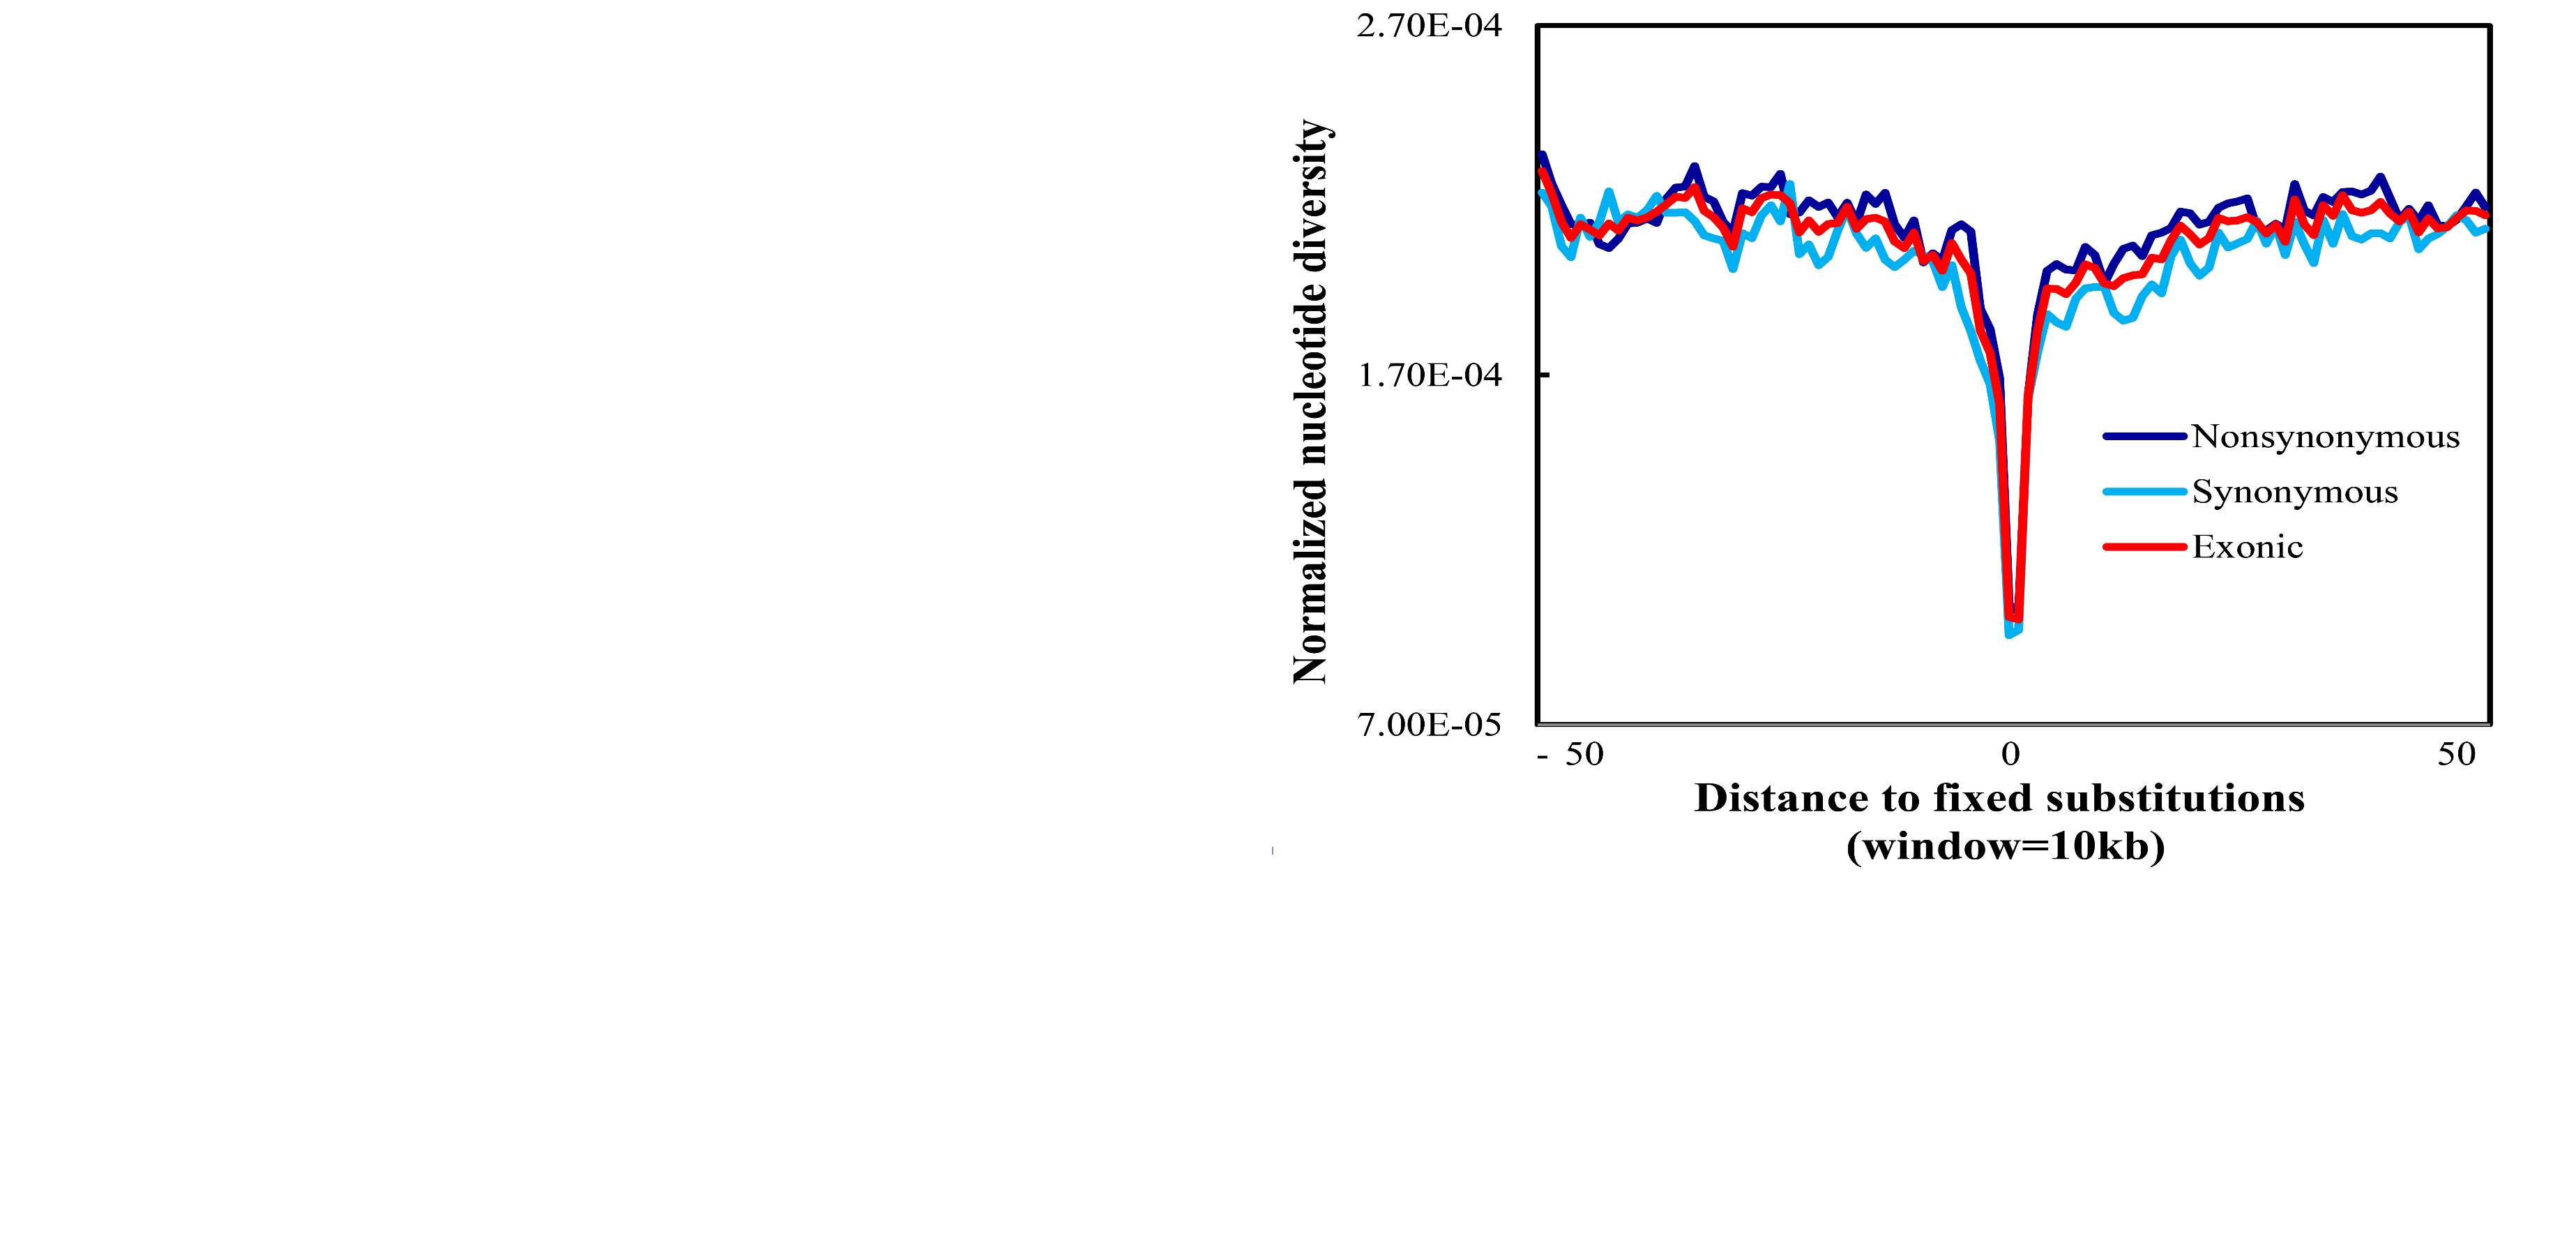 2.70E-04
1.70E-04
7.00E-05
Normalized nucleotide diversity
Nonsynonymous
Synonymous
Exonic
- 50 0 50
Distance to fixed substitutions
(window=10kb)